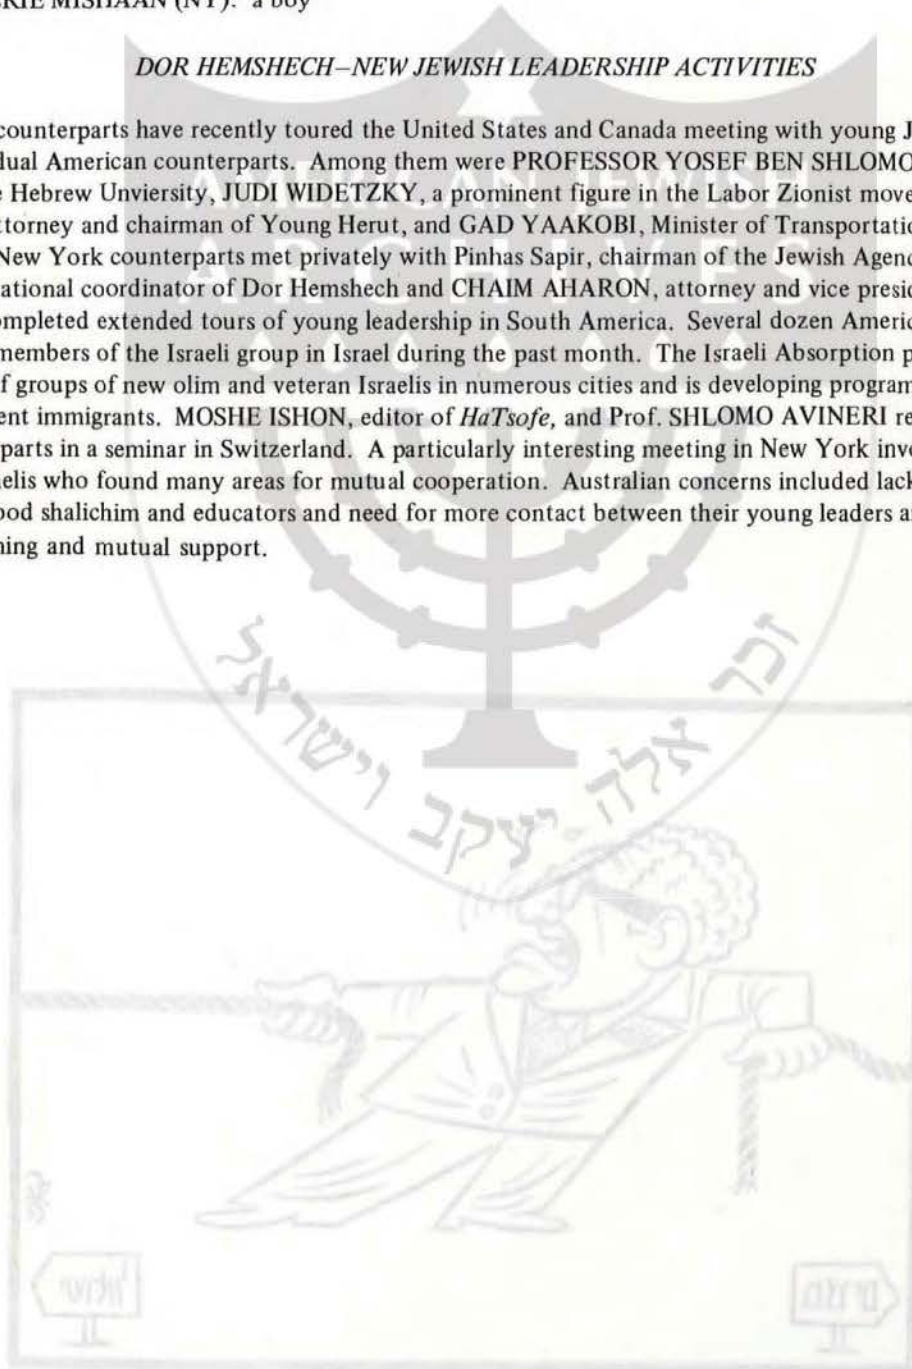 MISHAAN (NY): a boy
DOR HEMSHECH—NEW JEWISH LEADERSHIP ACTIVITIES
counterparts have recently toured the United States and Canada meeting with young J
dual American counterparts. Among them were PROFESSOR YOSEF BEN SHLOMO
e Hebrew Unviersity, JUDI WIDETZKY, a prominent figure in the Labor Zionist move
ttorney and chairman of Young Herut, and GAD YAAKOBI, Minister of Transportatio
New York counterparts met privately with Pinhas Sapir, chairman of the Jewish Agenc
ational coordinator of Dor Hemshech and CHAIM AHARON, attorney and vice presid
ompleted extended tours of young leadership in South America. Several dozen Americ
members of the Israeli group in Israel during the past month. The Israeli Absorption p
f groups of new olim and veteran Israelis in numerous cities and is developing program
ent immigrants. MOSHE ISHON, editor of HaTsofe, and Prof. SHLOMO AVINERI re
parts in a seminar in Switzerland. A particularly interesting meeting in New York invo
elis who found many areas for mutual cooperation. Australian concerns included lack
ood shalichim and educators and need for more contact between their young leaders a
ning and mutual support.
AMERICAN JEWISH
ARCHIVES
זכר אלה יעקב וישראל